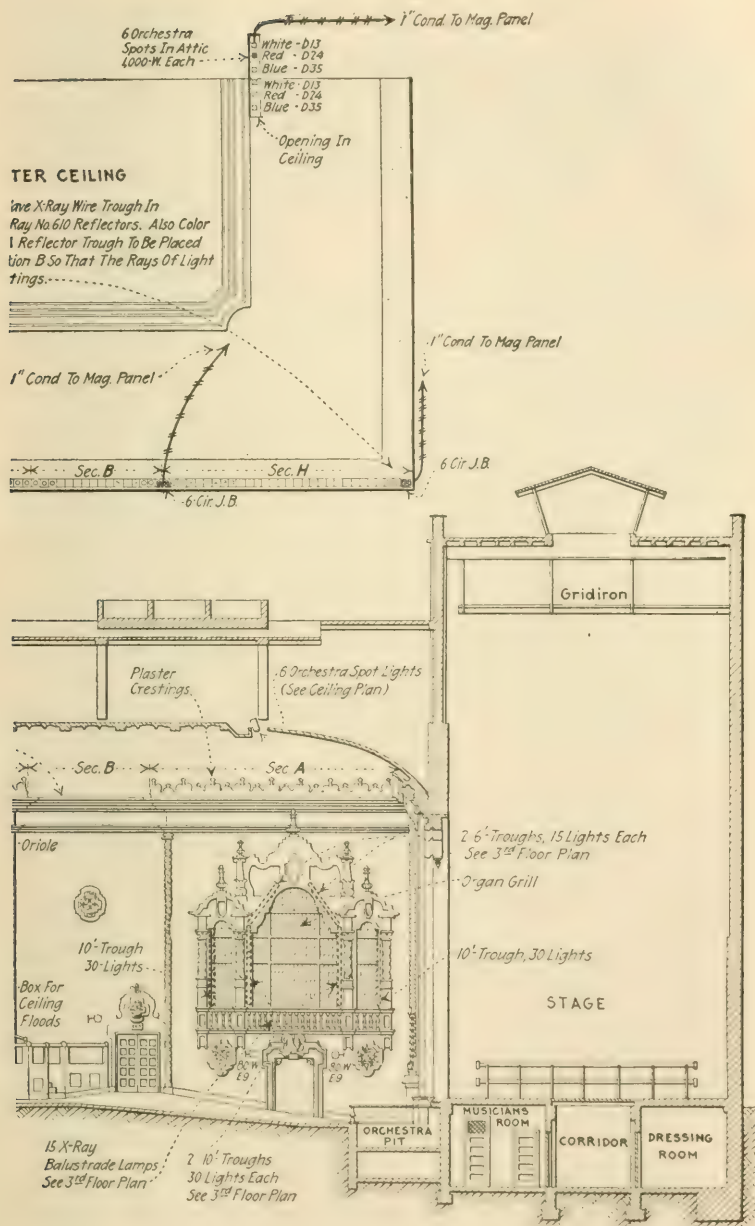 1" Cond. To Mag. Panel
6 Orchestra
Spots In Attic
1,000-W. Each
White - D13
Red - D24
Blue - D35
White - D13
Red - D24
Blue - D35
Opening In
Ceiling
TER CEILING
ave X-Ray Wire Trough In
Ray No. 610 Reflectors. Also Color
Reflector Trough To Be Placed
tion B So That The Rays Of Light
tings.
1" Cond To Mag. Panel
1" Cond To Mag. Panel
Sec. B
Sec. H
6 Cir. J.B.
6 Cir. J.B.
Gridiron
Plaster
Crestings
6 Orchestra Spot Lights
(See Ceiling Plan)
Sec. B
Sec. A
Oriole
2-6'-Troughs, 15 Lights Each
See 3rd Floor Plan
Organ Grill
10'-Trough
30-Lights
10'-Trough, 30 Lights
Box For
Ceiling
Floods
STAGE
80W
E9
80W
E9
ORCHESTRA
PIT
MUSICIANS
ROOM
CORRIDOR
DRESSING
ROOM
15 X-Ray
Balustrade Lamps
See 3rd Floor Plan
2 10'-Troughs
30 Lights Each
See 3rd Floor Plan